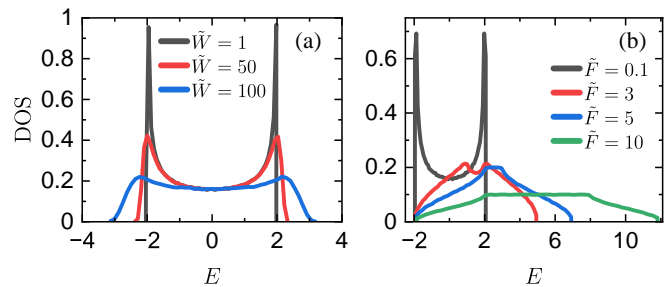 (a)
W̃ = 1
W̃ = 50
W̃ = 100
DOS
1
0.8
0.6
0.4
0.2
0
−4 −2 0 2 4
E
(b)
F̃ = 0.1
F̃ = 3
F̃ = 5
F̃ = 10
0.6
0.4
0.2
0
−2 2 6 10
E